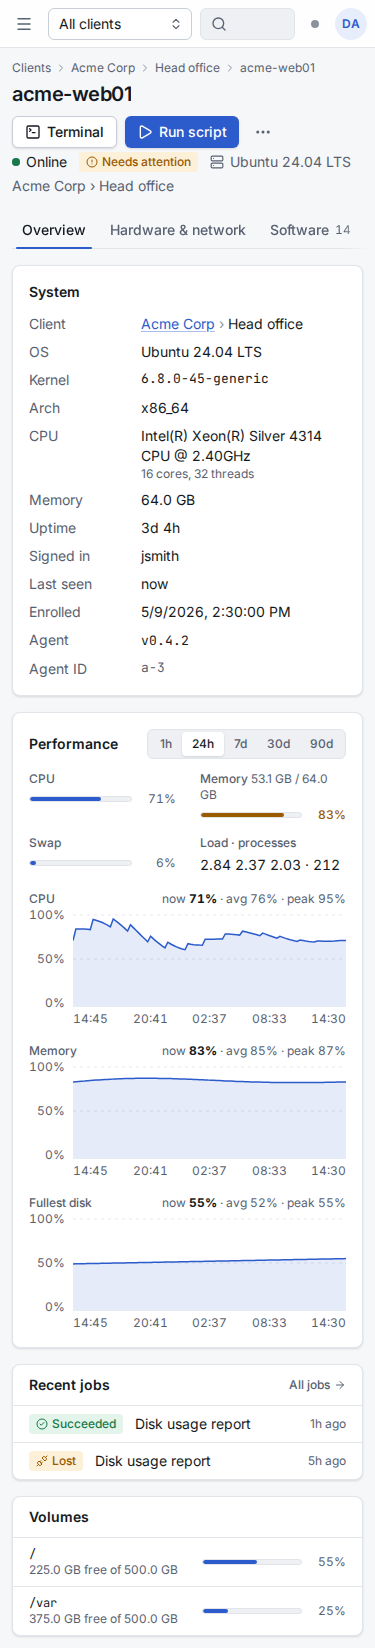 All clients
DA
Clients > Acme Corp > Head office > acme-web01
acme-web01
Terminal
Run script
Online
Needs attention
Ubuntu 24.04 LTS
Acme Corp › Head office
Overview
Hardware & network
Software 14
System
Client Acme Corp › Head office
OS Ubuntu 24.04 LTS
Kernel 6.8.0-45-generic
Arch x86_64
CPU Intel(R) Xeon(R) Silver 4314
CPU @ 2.40GHz
16 cores, 32 threads
Memory 64.0 GB
Uptime 3d 4h
Signed in jsmith
Last seen now
Enrolled 5/9/2026, 2:30:00 PM
Agent v0.4.2
Agent ID a-3
Performance 1h 24h 7d 30d 90d
CPU
71%
Memory 53.1 GB / 64.0
GB
83%
Swap
6%
Load · processes
2.84 2.37 2.03 · 212
CPU now 71% · avg 76% · peak 95%
100%
50%
0%
14:45 20:41 02:37 08:33 14:30
Memory now 83% · avg 85% · peak 87%
100%
50%
0%
14:45 20:41 02:37 08:33 14:30
Fullest disk now 55% · avg 52% · peak 55%
100%
50%
0%
14:45 20:41 02:37 08:33 14:30
Recent jobs All jobs →
Succeeded Disk usage report 1h ago
Lost Disk usage report 5h ago
Volumes
/
225.0 GB free of 500.0 GB
55%
/var
375.0 GB free of 500.0 GB
25%